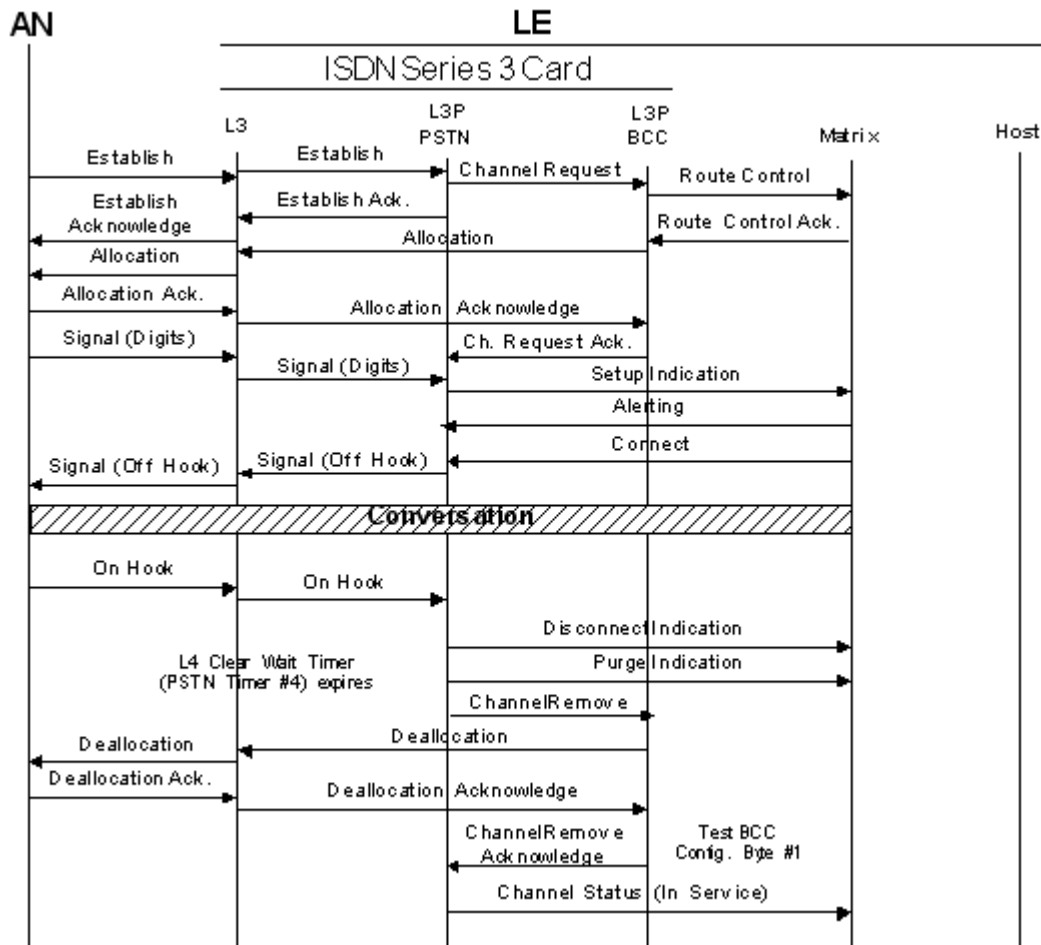 AN
LE
ISDN Series 3 Card
L3
L3P
PSTN
L3P
BCC
Matrix
Host
Establish
Establish
Channel Request
Route Control
Establish
Acknowledge
Establish Ack.
Route Control Ack.
Allocation
Allocation
Allocation Ack.
Allocation Acknowledge
Signal (Digits)
Ch. Request Ack.
Signal (Digits)
Setup Indication
Alerting
Connect
Signal (Off Hook)
Signal (Off Hook)
Conversation
On Hook
On Hook
Disconnect Indication
L4 Clear Wait Timer
(PSTN Timer #4) expires
Purge Indication
Channel Remove
Deallocation
Deallocation
Deallocation Ack.
Deallocation Acknowledge
Channel Remove
Acknowledge
Test BCC
Config. Byte #1
Channel Status (In Service)